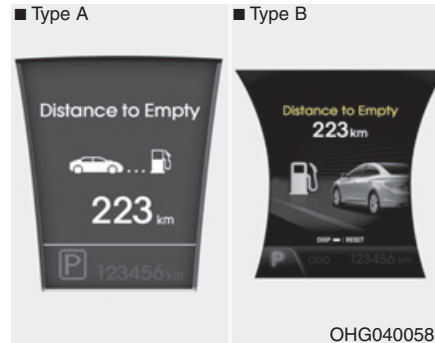 ■ Type A
■ Type B
Distance to Empty
223 km
P 123456 km
Distance to Empty
223 km
DISP : RESET
P ODO 123456 km
OHG040058